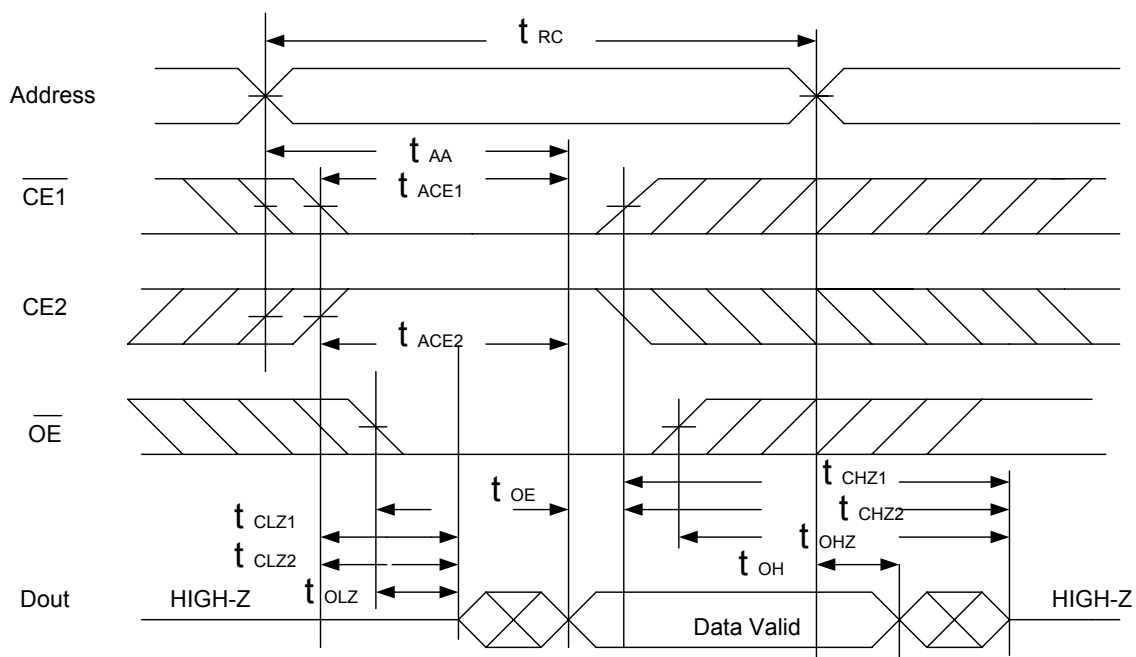 t RC
Address
t AA
CE1
t ACE1
CE2
t ACE2
OE
t CHZ1
t OE
t CHZ2
t CLZ1
t OHZ
t CLZ2
t OH
t OLZ
Dout
HIGH-Z
Data Valid
HIGH-Z